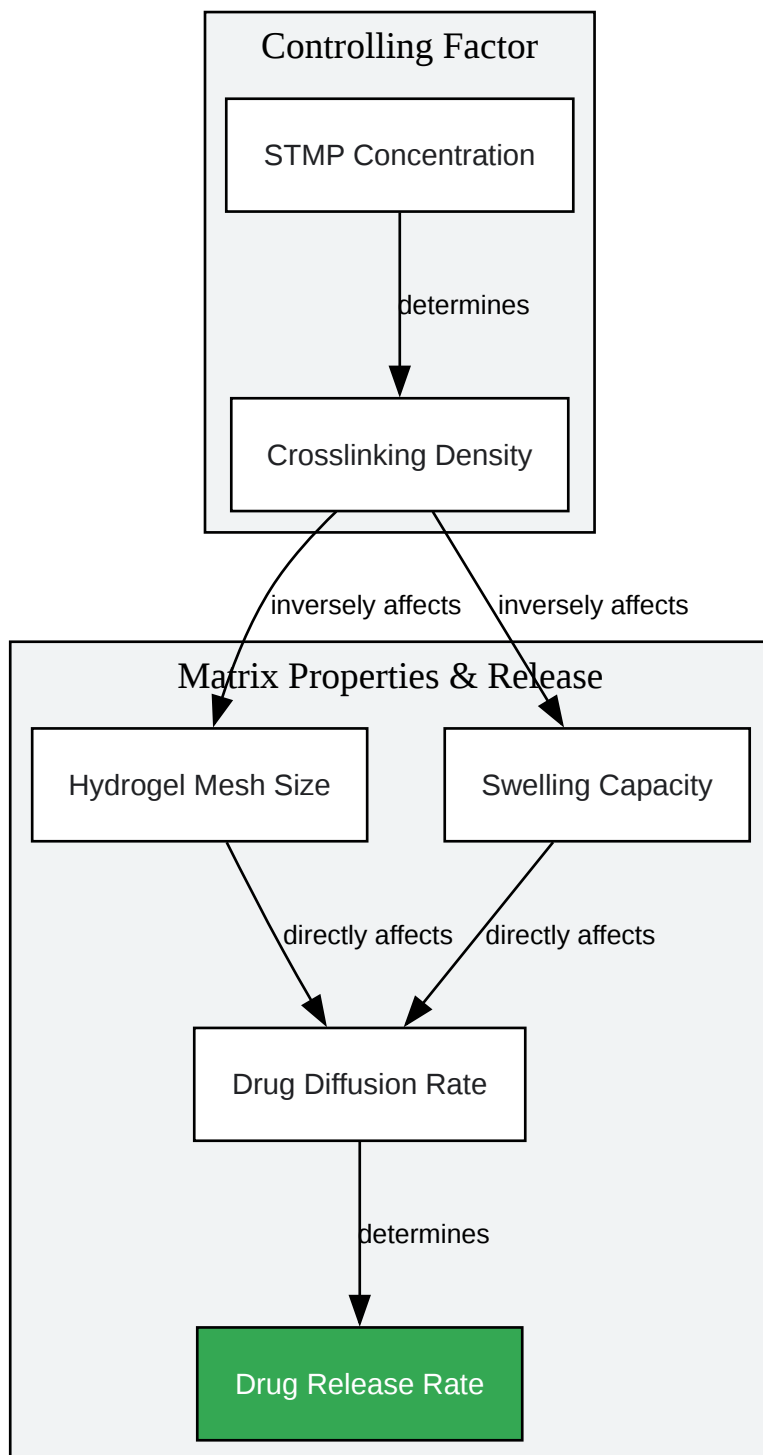 Controlling Factor
STMP Concentration
determines
Crosslinking Density
inversely affects
inversely affects
Matrix Properties & Release
Hydrogel Mesh Size
Swelling Capacity
directly affects
directly affects
Drug Diffusion Rate
determines
Drug Release Rate